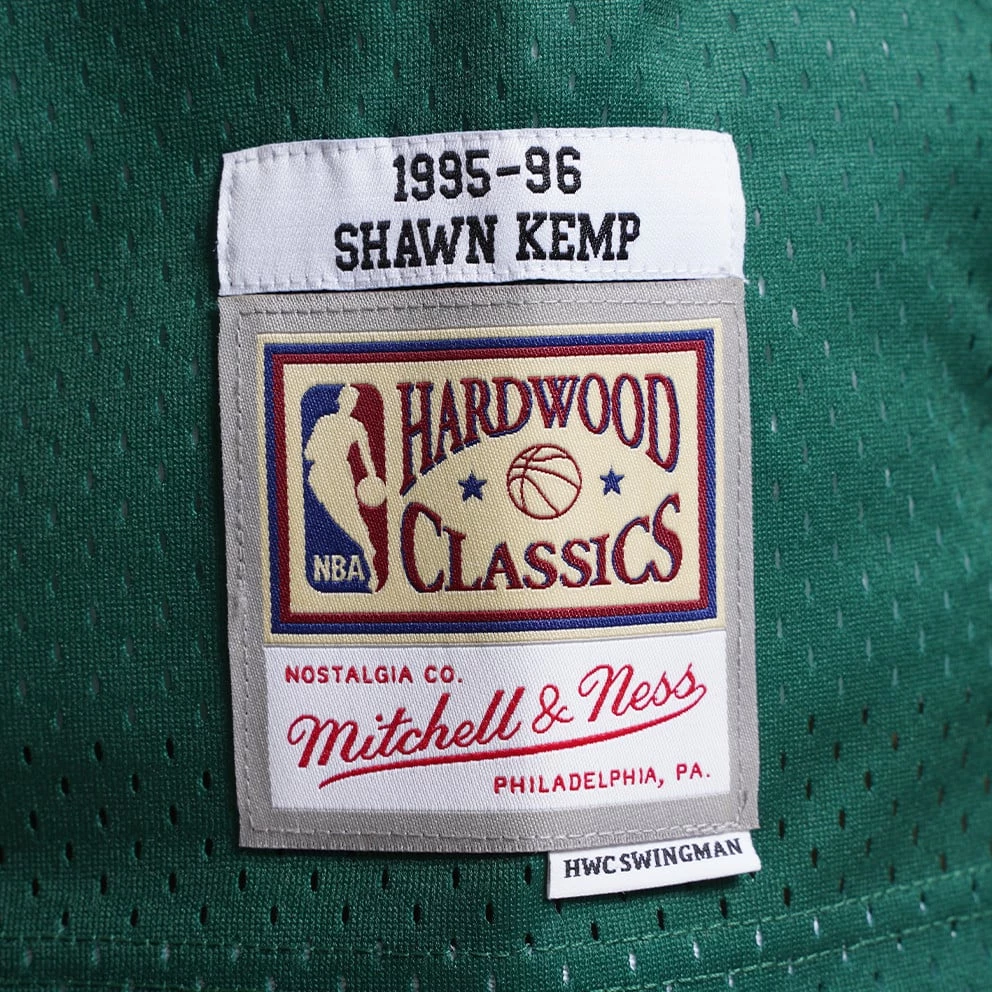 1995-96
SHAWN KEMP
HARDWOOD
CLASSICS
NBA
NOSTALGIA CO.
Mitchell & Ness
PHILADELPHIA, PA.
HWC SWINGMAN